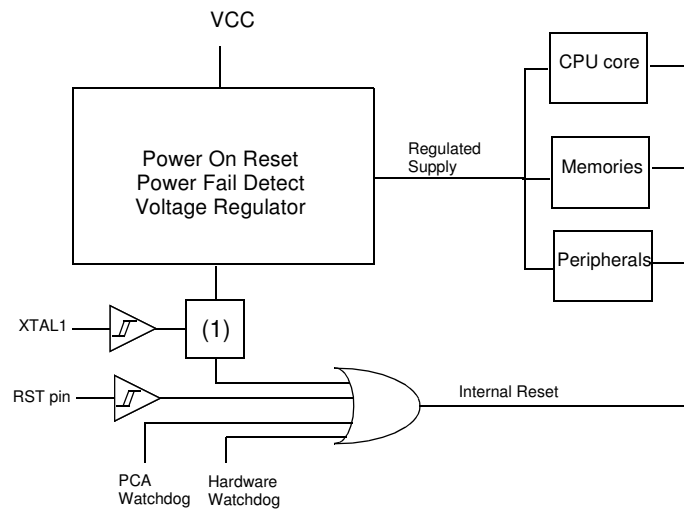 VCC
CPU core
Power On Reset
Power Fail Detect
Voltage Regulator
Regulated
Supply
Memories
Peripherals
XTAL1
(1)
RST pin
Internal Reset
PCA
Watchdog
Hardware
Watchdog